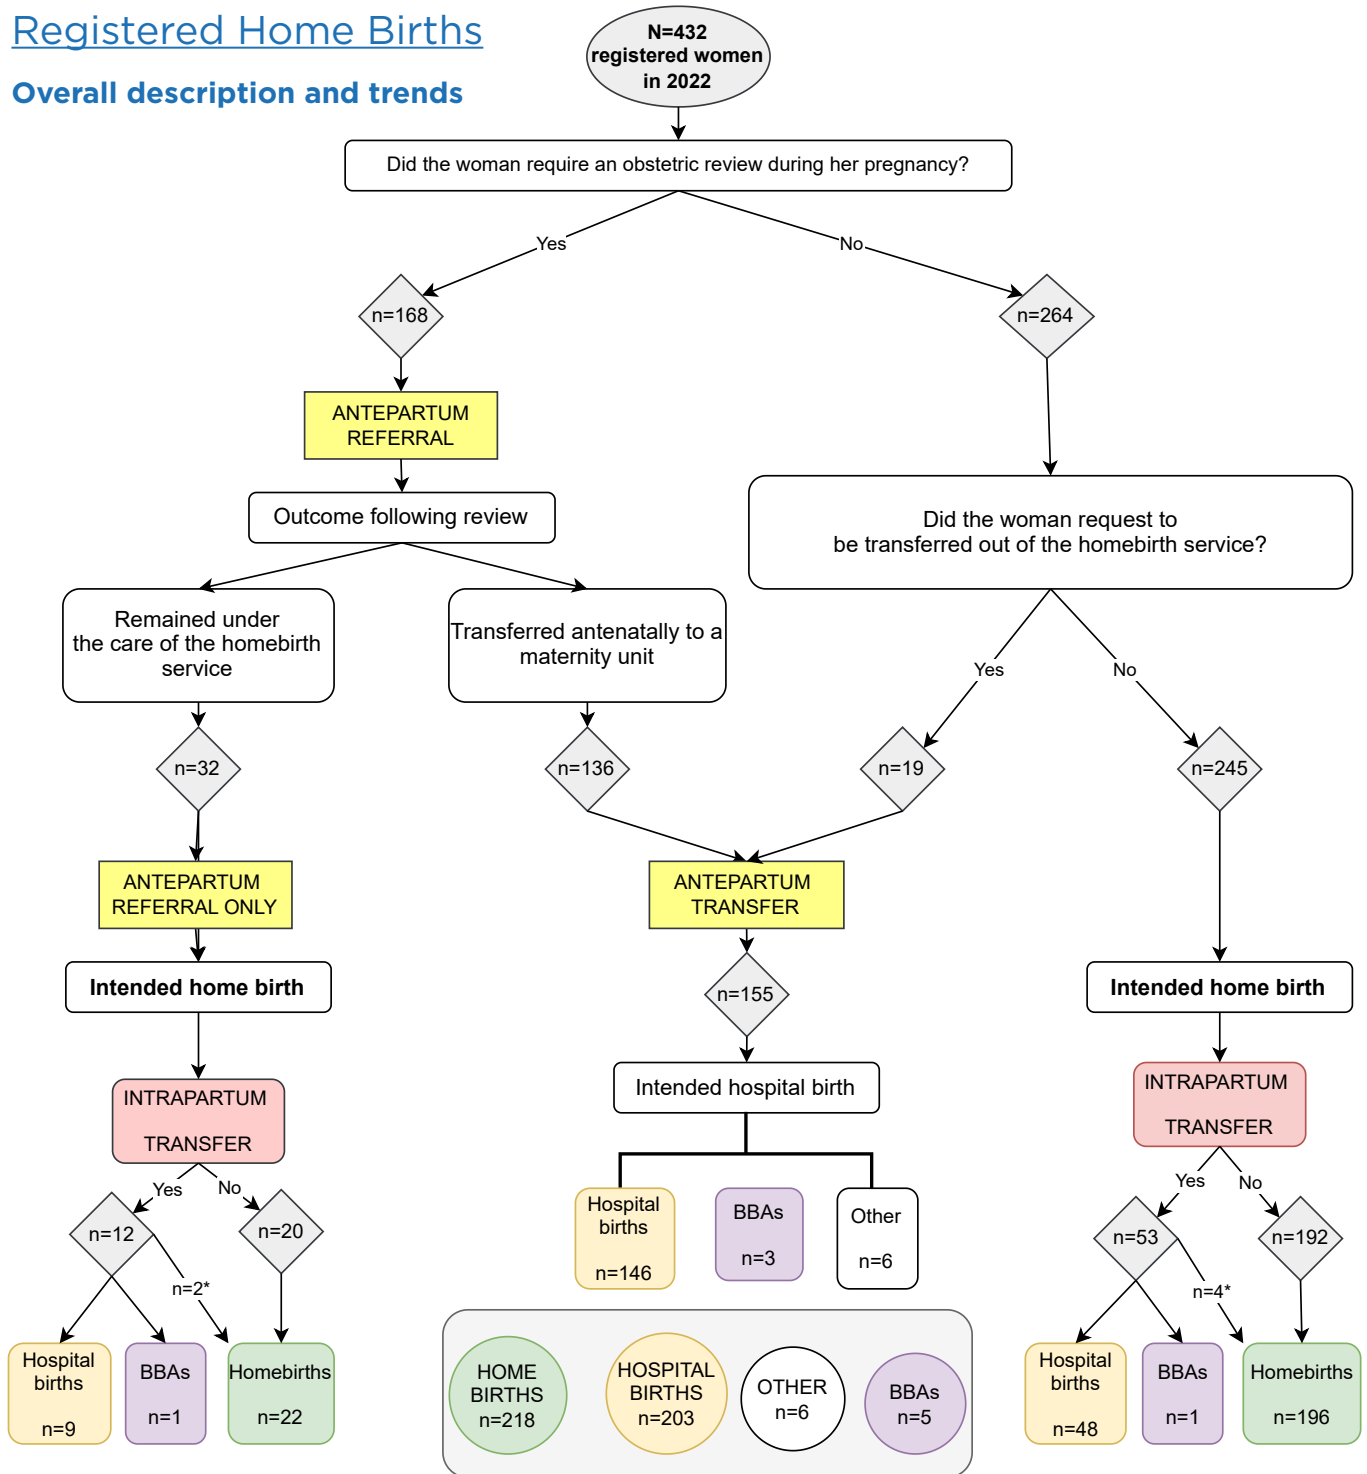 Registered Home Births
Overall description and trends
N=432
registered women
in 2022
Did the woman require an obstetric review during her pregnancy?
Yes
No
n=168
n=264
ANTEPARTUM
REFERRAL
Outcome following review
Did the woman request to
be transferred out of the homebirth service?
Remained under
the care of the homebirth
service
Transferred antenatally to a
maternity unit
Yes
No
n=32
n=136
n=19
n=245
ANTEPARTUM
REFERRAL ONLY
ANTEPARTUM
TRANSFER
Intended home birth
n=155
Intended home birth
Intended hospital birth
INTRAPARTUM
TRANSFER
INTRAPARTUM
TRANSFER
Yes
No
n=12
n=20
n=2*
Hospital
births
n=146
BBAs
n=3
Other
n=6
Yes
No
n=53
n=192
n=4*
Hospital
births
n=9
BBAs
n=1
Homebirths
n=22
HOME
BIRTHS
n=218
HOSPITAL
BIRTHS
n=203
OTHER
n=6
BBAs
n=5
Hospital
births
n=48
BBAs
n=1
Homebirths
n=196